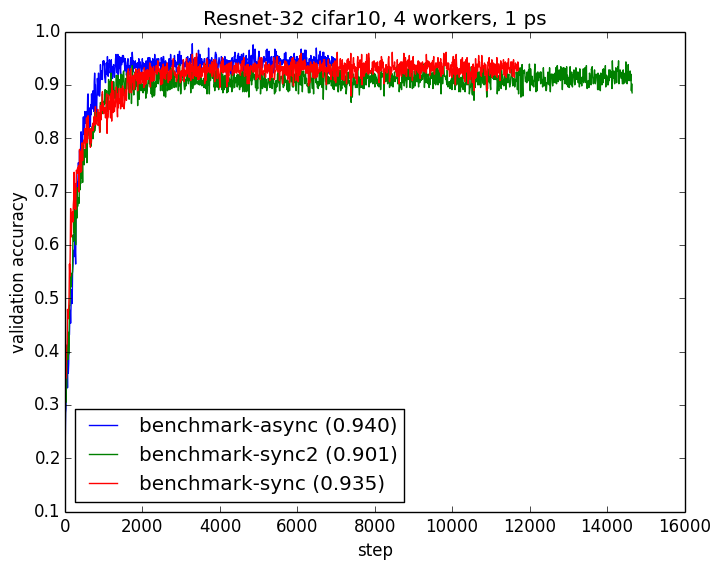 Resnet-32 cifar10, 4 workers, 1 ps
1.0
0.9
0.8
0.7
0.6
0.5
0.4
0.3
0.2
0.1
validation accuracy
benchmark-async (0.940)
benchmark-sync2 (0.901)
benchmark-sync (0.935)
0 2000 4000 6000 8000 10000 12000 14000 16000
step